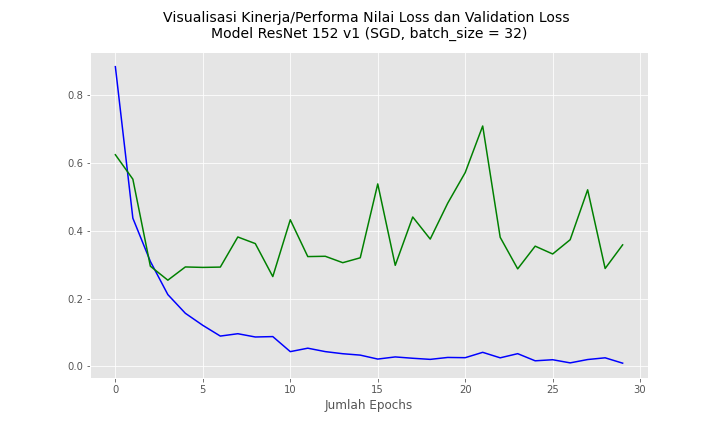 Visualisasi Kinerja/Performa Nilai Loss dan Validation Loss
Model ResNet 152 v1 (SGD, batch_size = 32)
0.8
0.6
0.4
0.2
0.0
0 5 10 15 20 25 30
Jumlah Epochs